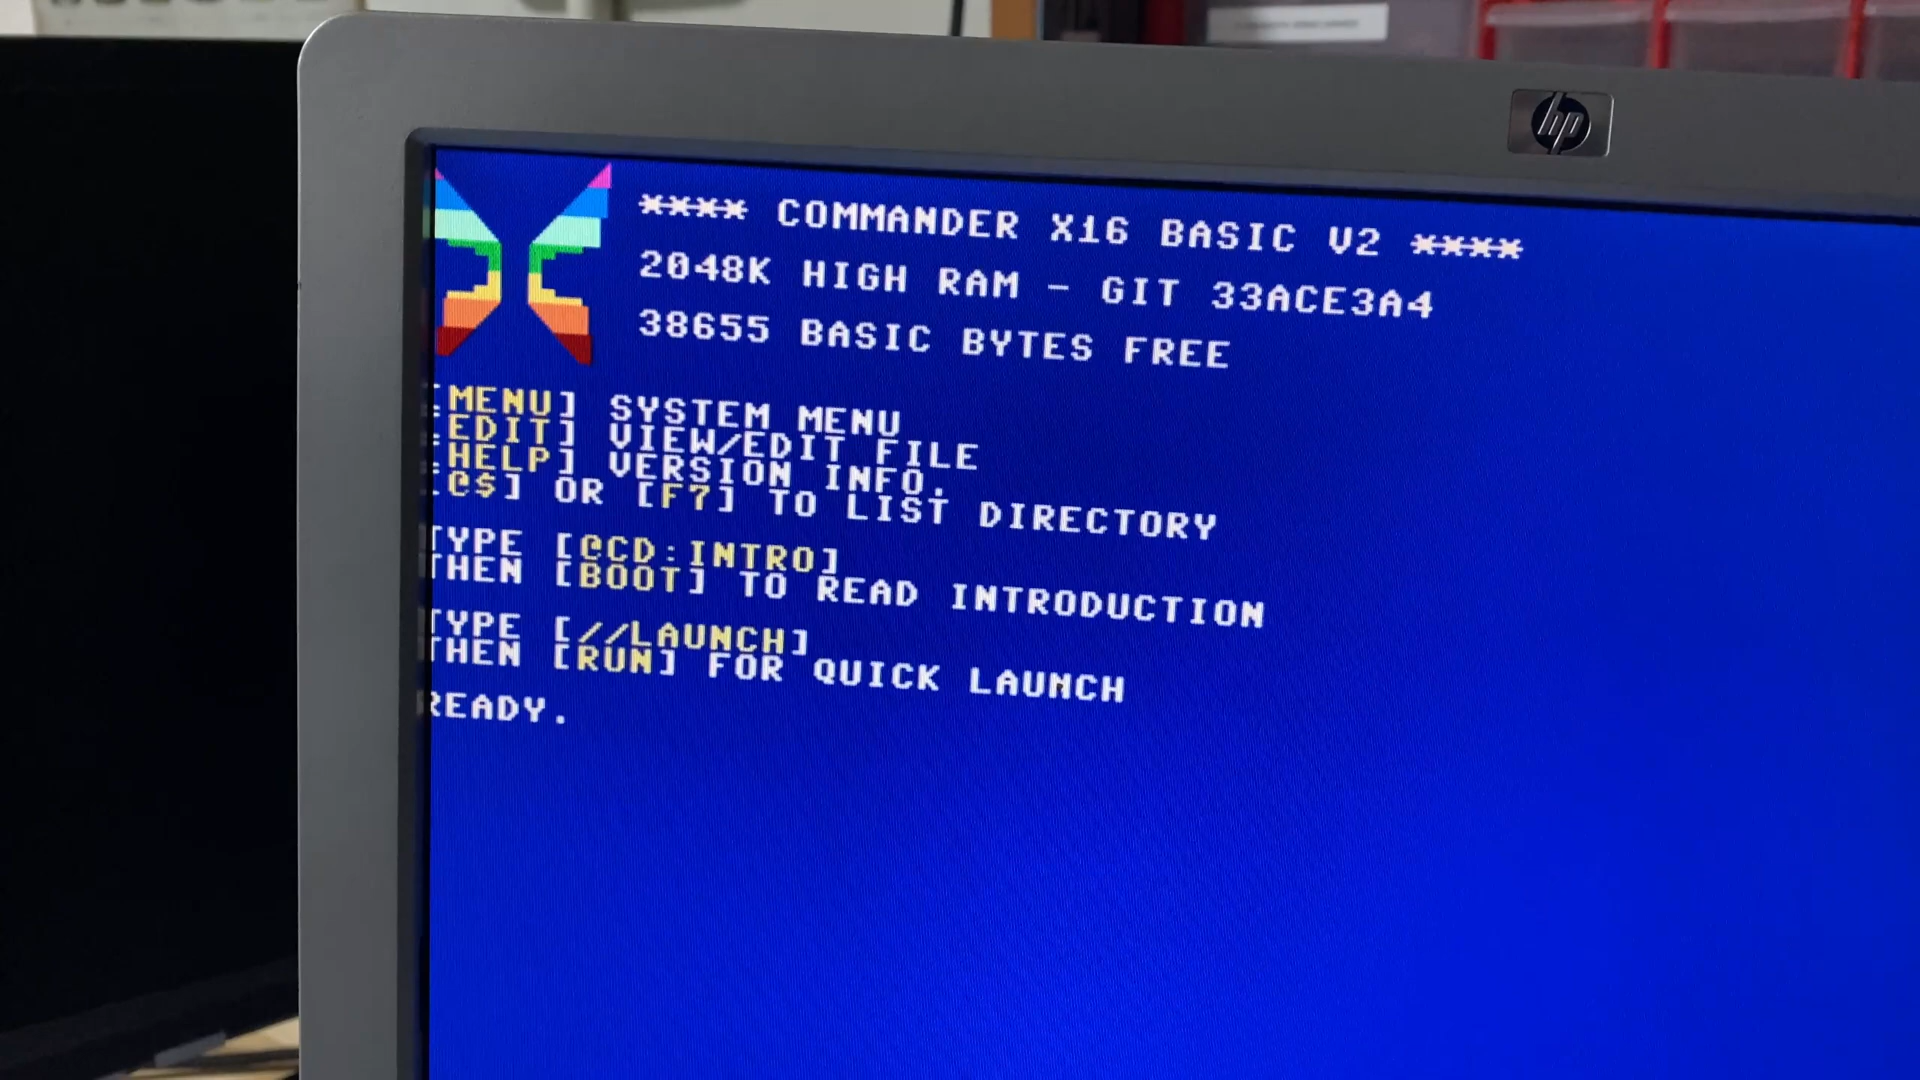 hp
**** COMMANDER X16 BASIC V2 ****
2048K HIGH RAM - GIT 33ACE3A4
38655 BASIC BYTES FREE
[MENU] SYSTEM MENU
[EDIT] VIEW/EDIT FILE
[HELP] VERSION INFO.
[@$] OR [F7] TO LIST DIRECTORY
TYPE [@CD:INTRO]
THEN [BOOT] TO READ INTRODUCTION
TYPE [//LAUNCH]
THEN [RUN] FOR QUICK LAUNCH
READY.